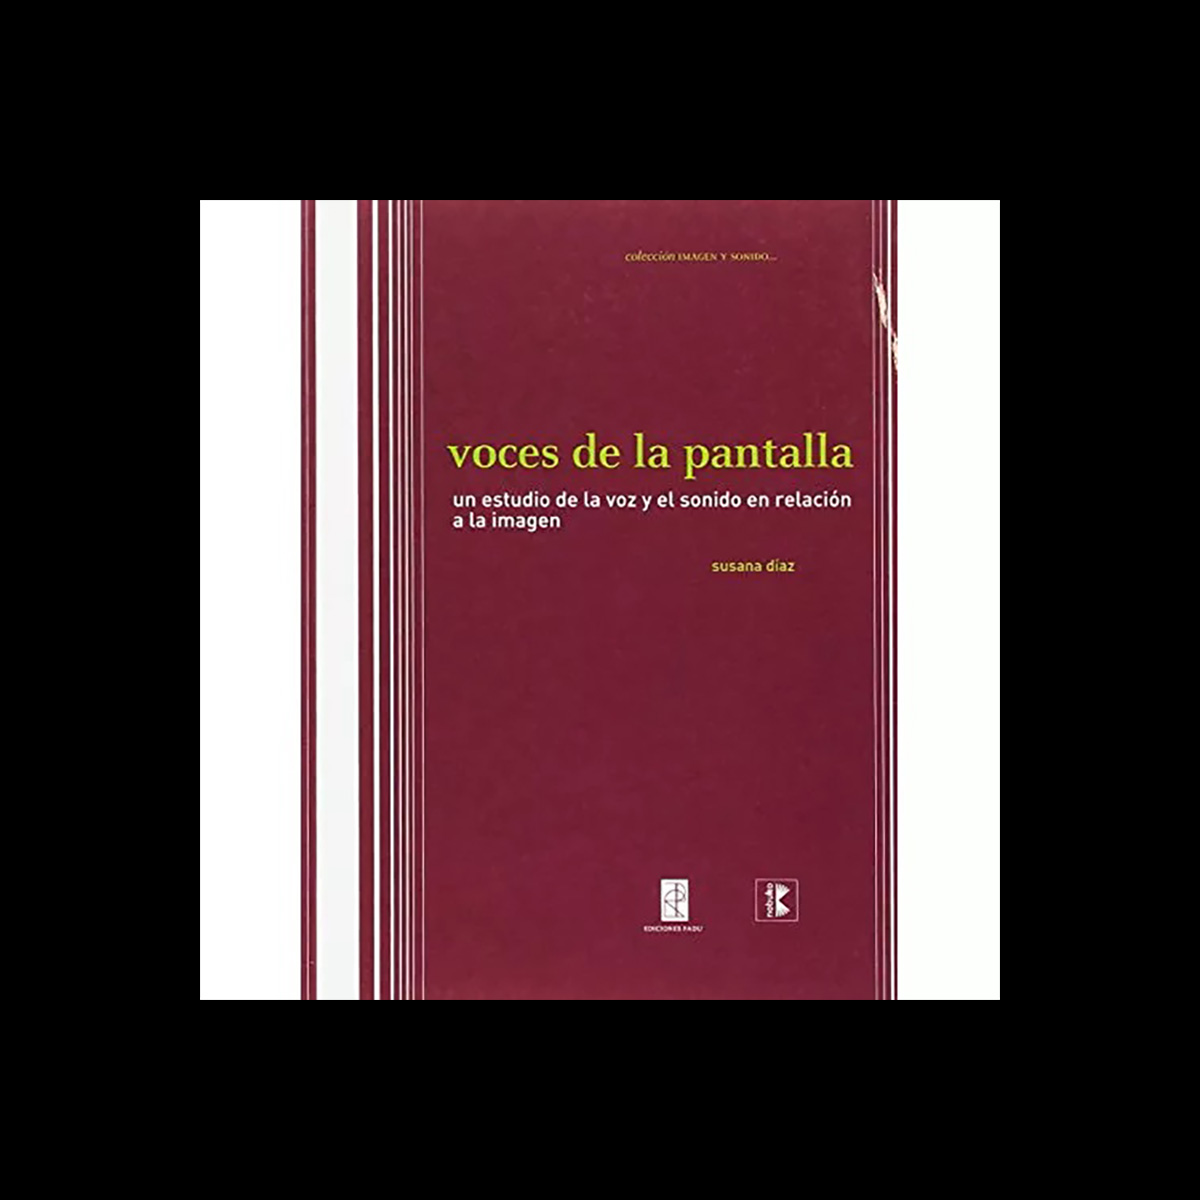 colección IMAGEN Y SONIDO...
voces de la pantalla
un estudio de la voz y el sonido en relación
a la imagen
susana díaz
EDICIONES FADU
nobuko